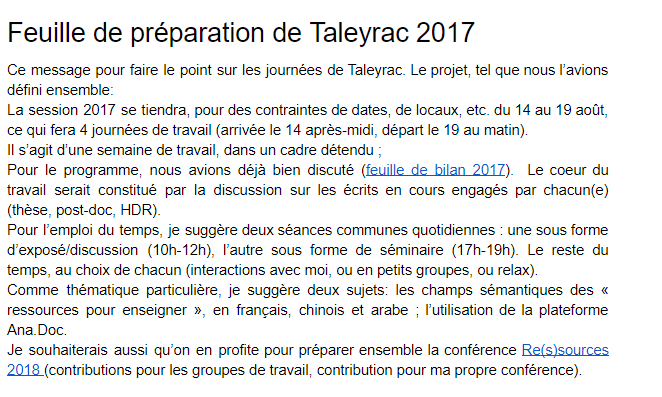 Feuille de préparation de Taleyrac 2017
Ce message pour faire le point sur les journées de Taleyrac. Le projet, tel que nous l’avions
défini ensemble:
La session 2017 se tiendra, pour des contraintes de dates, de locaux, etc. du 14 au 19 août,
ce qui fera 4 journées de travail (arrivée le 14 après-midi, départ le 19 au matin).
Il s’agit d’une semaine de travail, dans un cadre détendu ;
Pour le programme, nous avions déjà bien discuté (feuille de bilan 2017). Le coeur du
travail serait constitué par la discussion sur les écrits en cours engagés par chacun(e)
(thèse, post-doc, HDR).
Pour l’emploi du temps, je suggère deux séances communes quotidiennes : une sous forme
d’exposé/discussion (10h-12h), l’autre sous forme de séminaire (17h-19h). Le reste du
temps, au choix de chacun (interactions avec moi, ou en petits groupes, ou relax).
Comme thématique particulière, je suggère deux sujets: les champs sémantiques des «
ressources pour enseigner », en français, chinois et arabe ; l’utilisation de la plateforme
Ana.Doc.
Je souhaiterais aussi qu’on en profite pour préparer ensemble la conférence Re(s)sources
2018 (contributions pour les groupes de travail, contribution pour ma propre conférence).